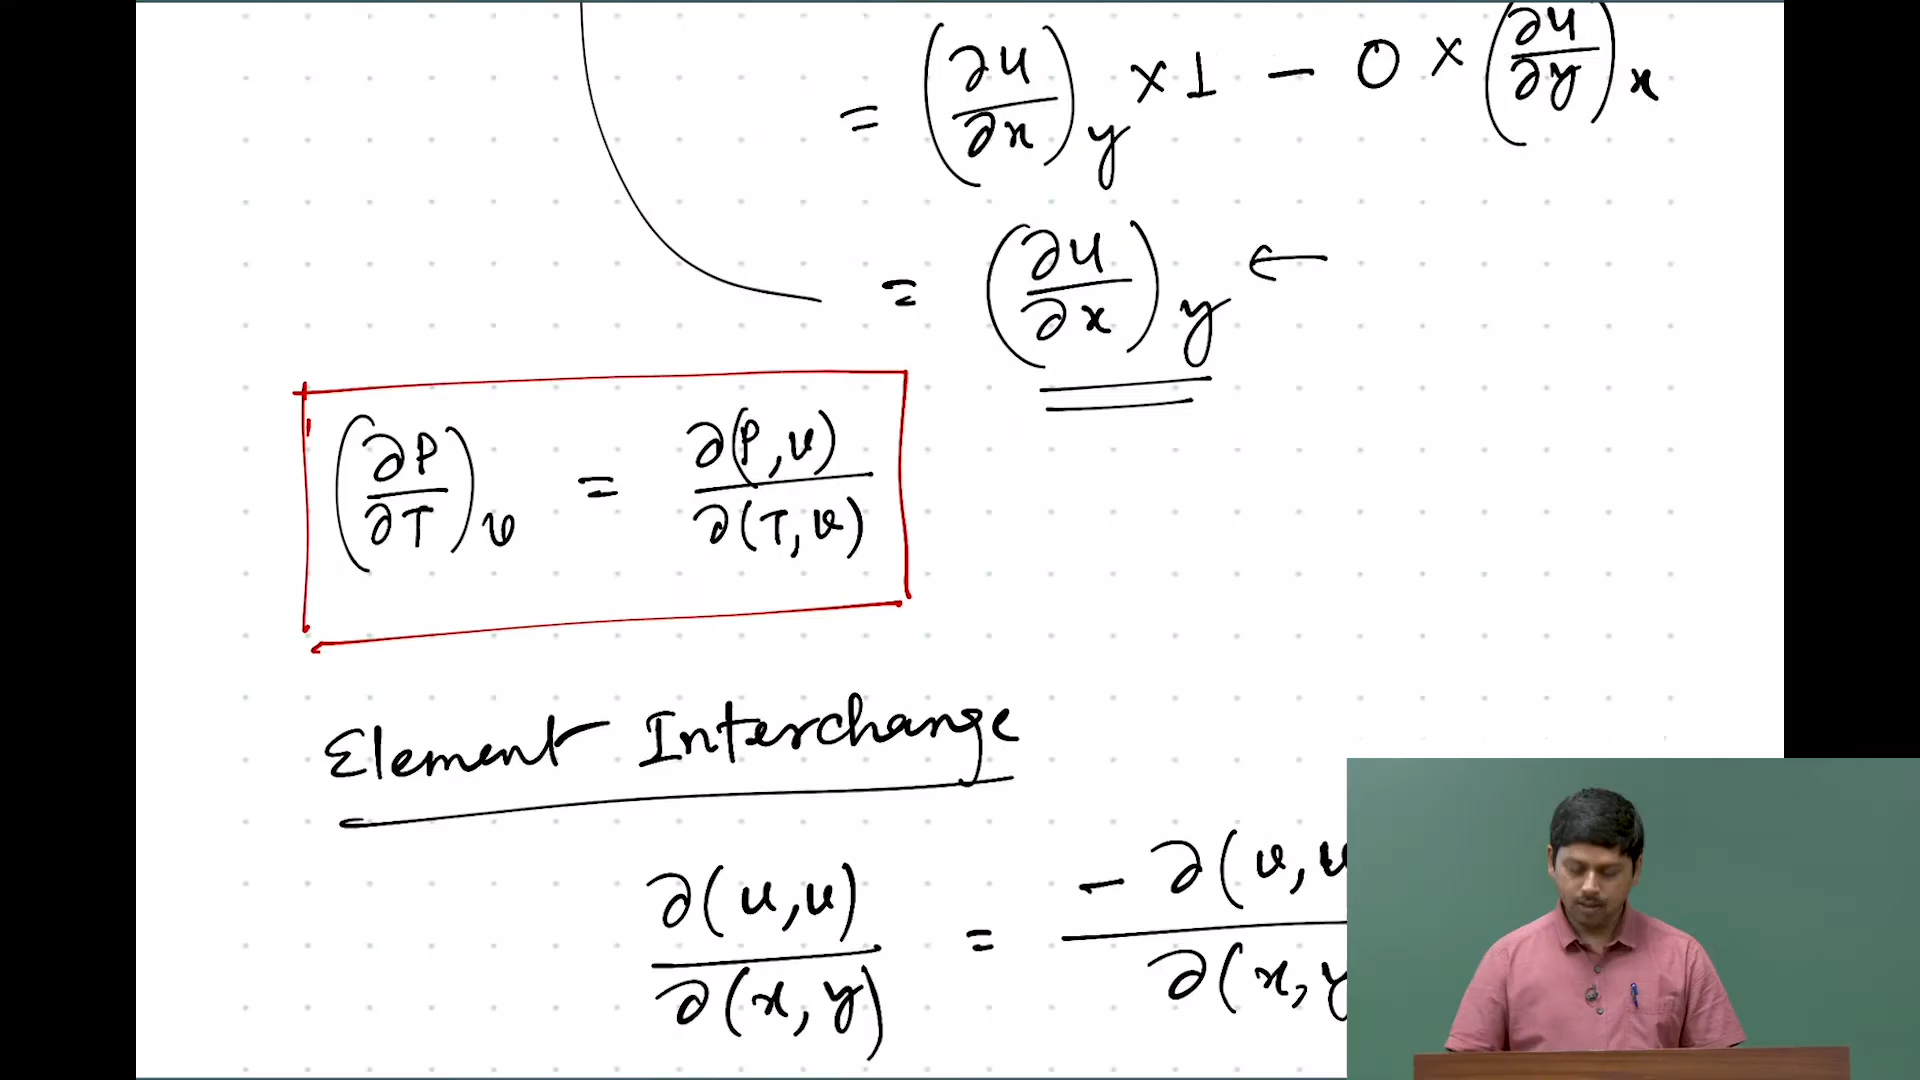 = (∂u/∂x)_y × 1 − 0 × (∂u/∂y)_x
= (∂u/∂x)_y ←
(∂P/∂T)_v = ∂(P,v)/∂(T,v)
Element Interchange
∂(u,v)/∂(x,y) = −∂(v,u/∂(x,y